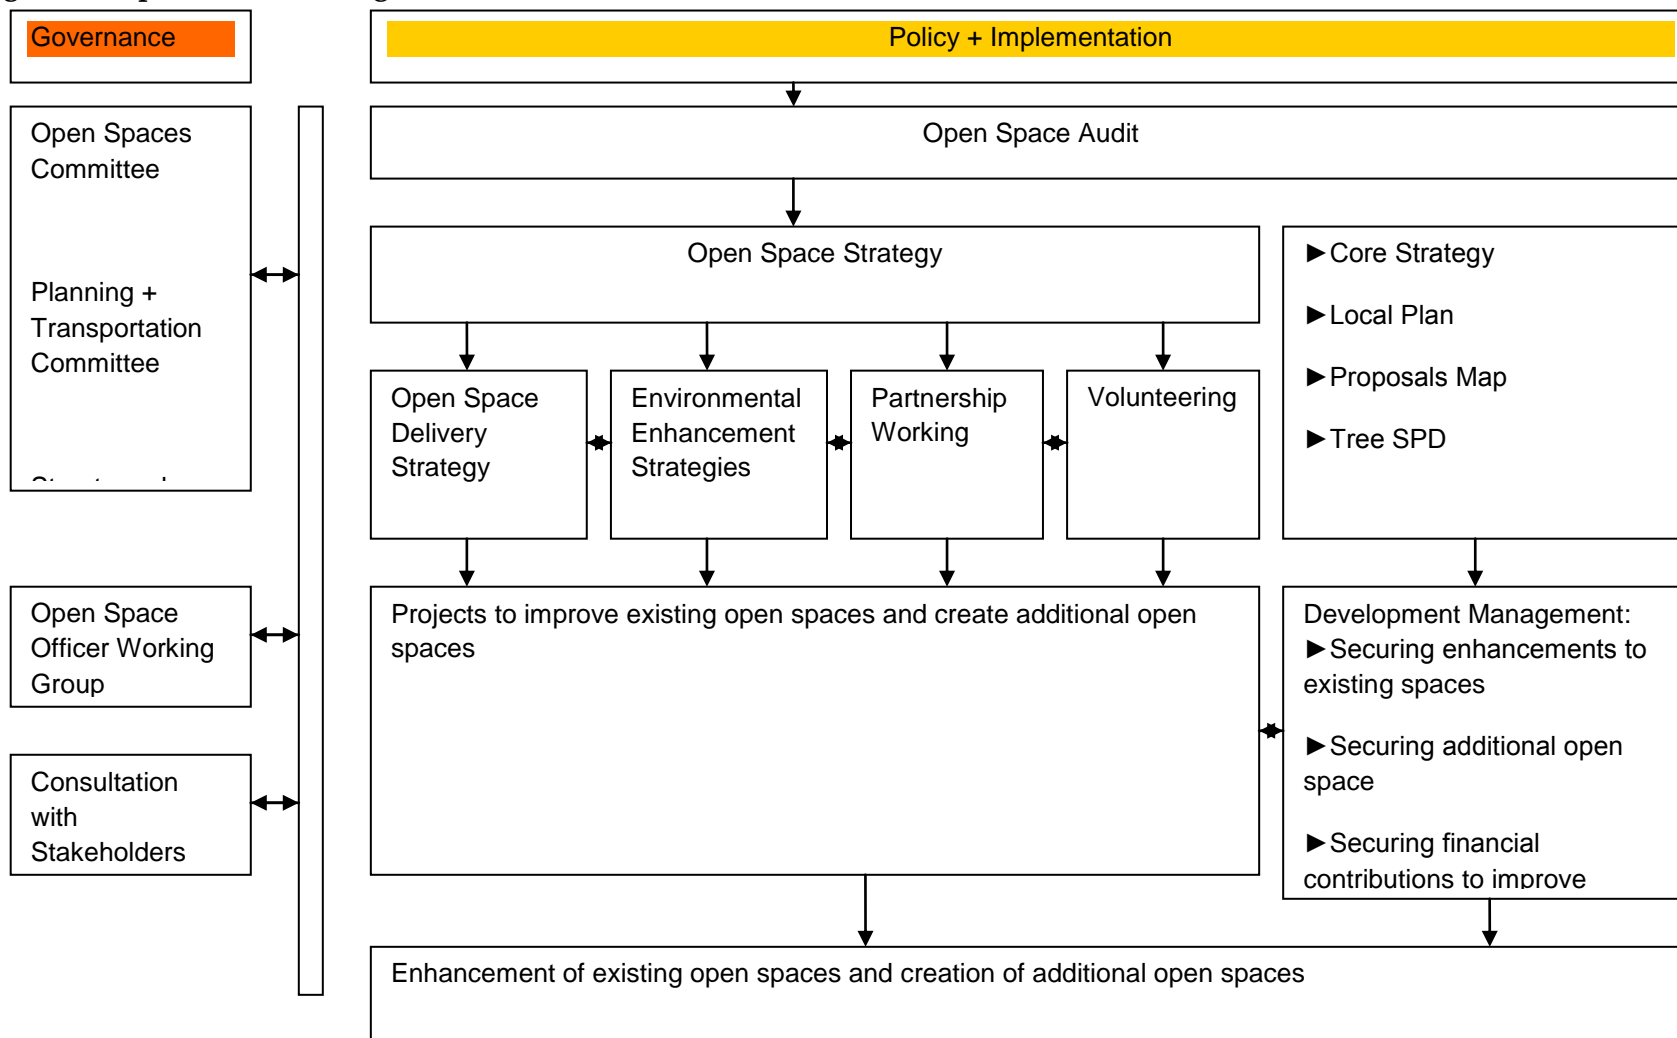 Governance
Policy + Implementation
Open Spaces
Committee
Planning +
Transportation
Committee
Open Space
Officer Working
Group
Consultation
with
Stakeholders
Open Space Audit
Open Space Strategy
Open Space
Delivery
Strategy
Environmental
Enhancement
Strategies
Partnership
Working
Volunteering
►Core Strategy
►Local Plan
►Proposals Map
►Tree SPD
Projects to improve existing open spaces and create additional open
spaces
Development Management:
►Securing enhancements to
existing spaces
►Securing additional open
space
►Securing financial
contributions to improve
Enhancement of existing open spaces and creation of additional open spaces